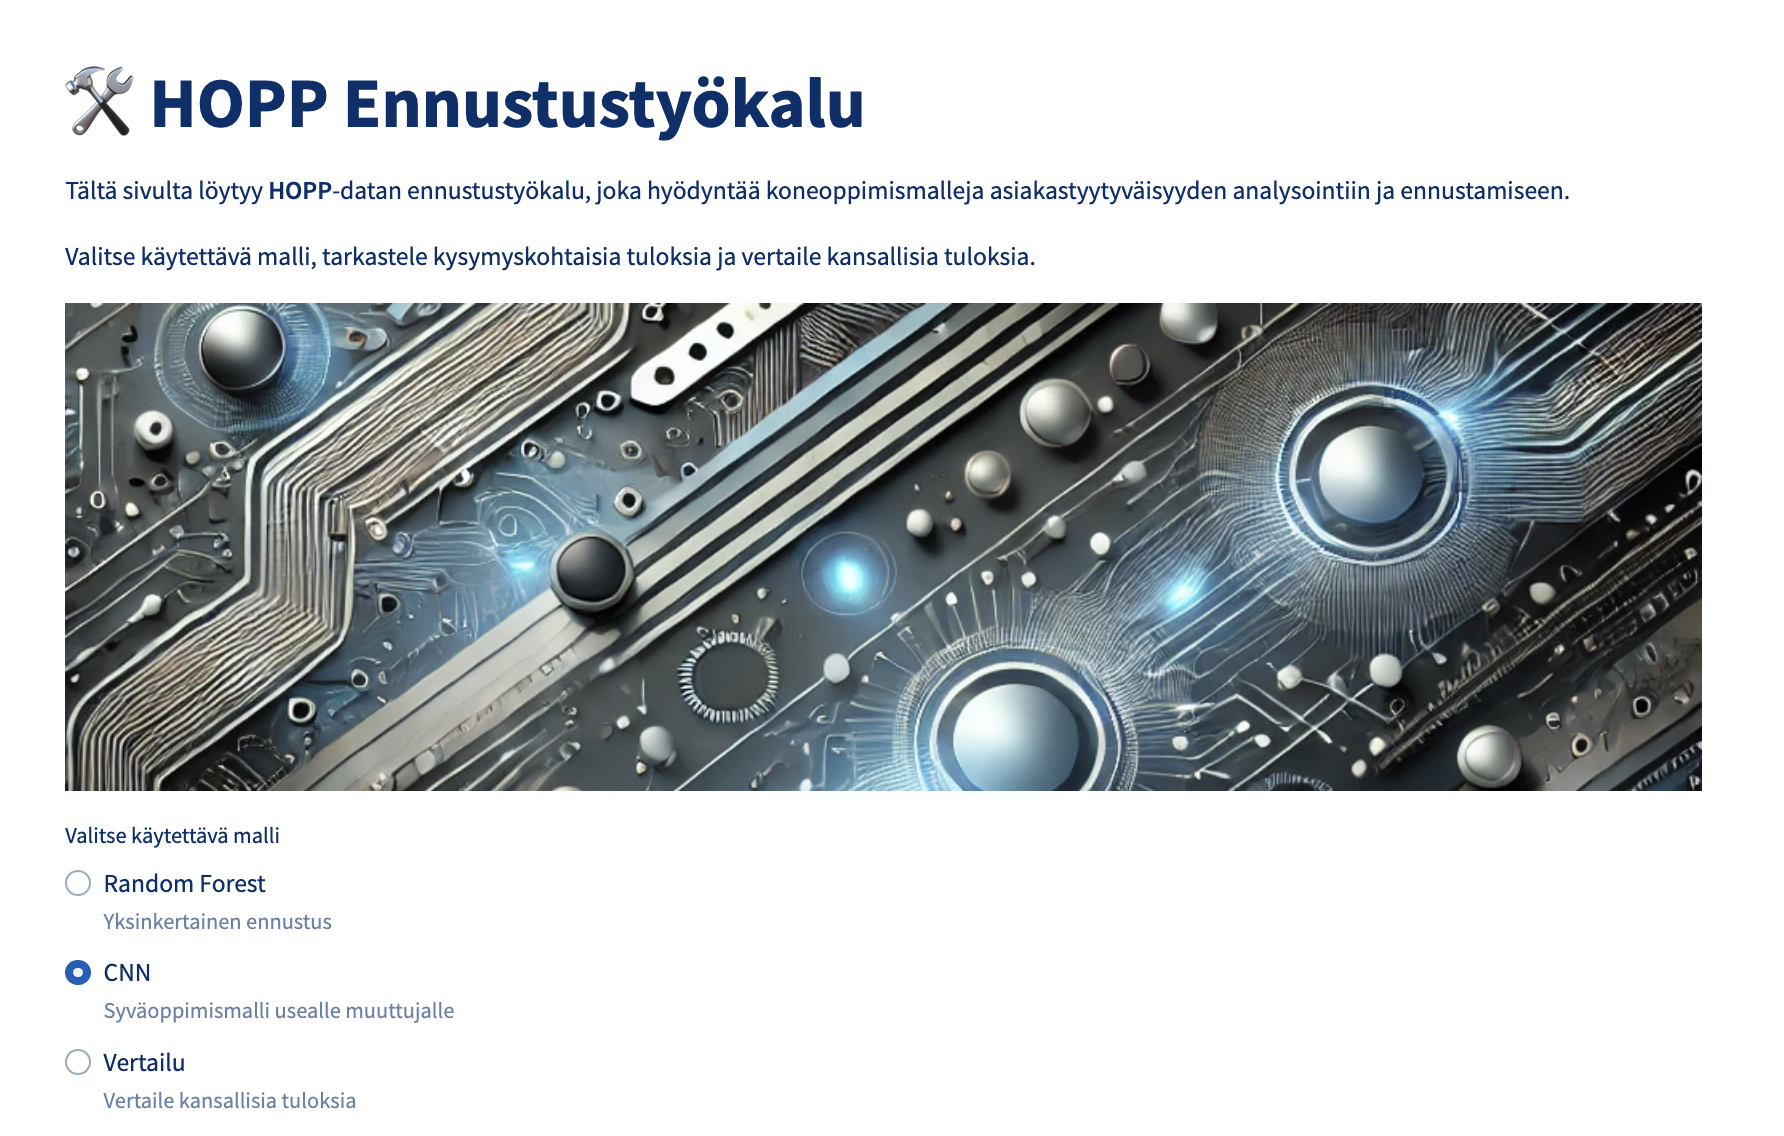 HOPP Ennustustyökalu
Tältä sivulta löytyy HOPP-datan ennustustyökalu, joka hyödyntää koneoppimismalleja asiakastyytyväisyyden analysointiin ja ennustamiseen.
Valitse käytettävä malli, tarkastele kysymyskohtaisia tuloksia ja vertaile kansallisia tuloksia.
Valitse käytettävä malli
Random Forest
Yksinkertainen ennustus
CNN
Syväoppimismalli usealle muuttujalle
Vertailu
Vertaile kansallisia tuloksia